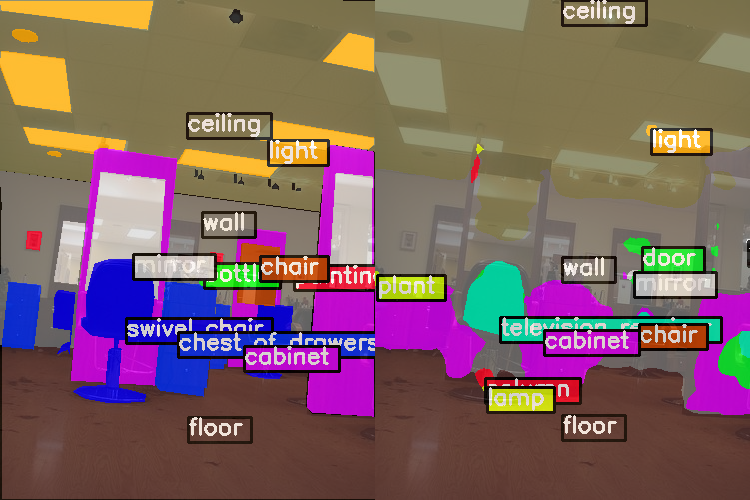 ceiling
light
wall
mirror
chair
swivel chair
chest of drawers
cabinet
floor
ceiling
light
wall
door
mirror
plant
chair
cabinet
lamp
floor